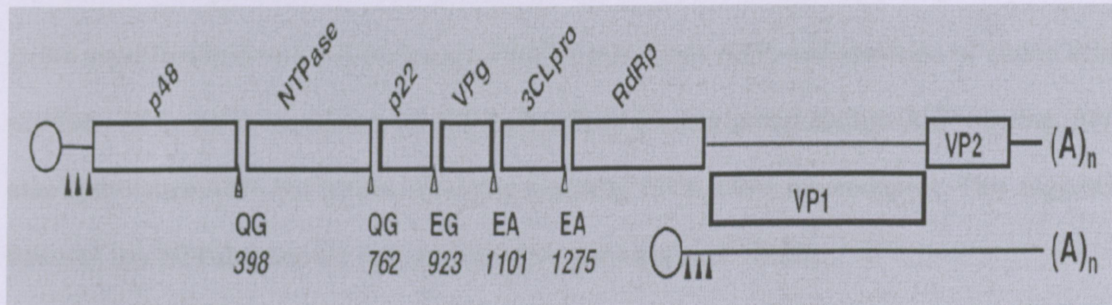 p48 NTPase p22 VPg 3CLpro RdRp
VP2 (A)n
VP1
QG QG EG EA EA
398 762 923 1101 1275
(A)n